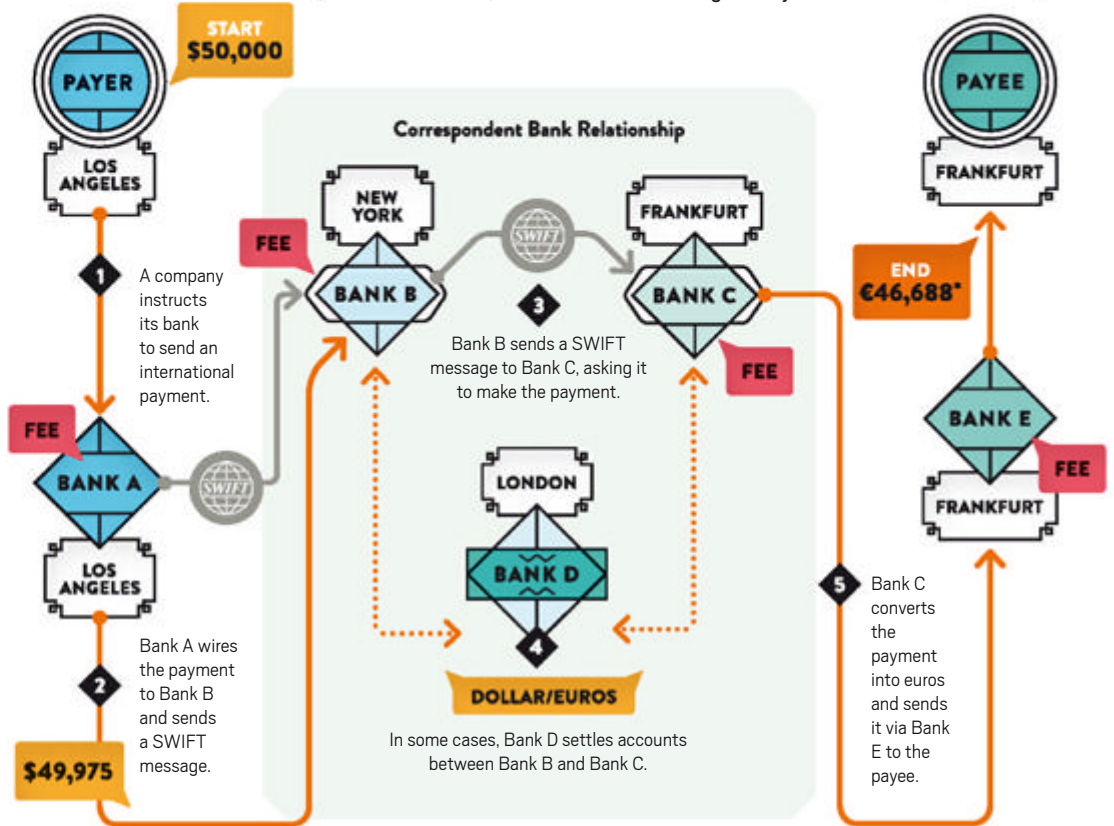 START
$50,000
PAYER
LOS
ANGELES
1
A company
instructs
its bank
to send an
international
payment.
FEE
BANK A
SWIFT
LOS
ANGELES
2
Bank A wires
the payment
to Bank B
and sends
a SWIFT
message.
$49,975
Correspondent Bank Relationship
NEW
YORK
FEE
BANK B
SWIFT
3
Bank B sends a SWIFT
message to Bank C, asking it
to make the payment.
FRANKFURT
BANK C
FEE
LONDON
BANK D
4
DOLLAR/EUROS
In some cases, Bank D settles accounts
between Bank B and Bank C.
5
Bank C
converts
the
payment
into euros
and sends
it via Bank
E to the
payee.
PAYEE
FRANKFURT
END
€46,688*
BANK E
FEE
FRANKFURT